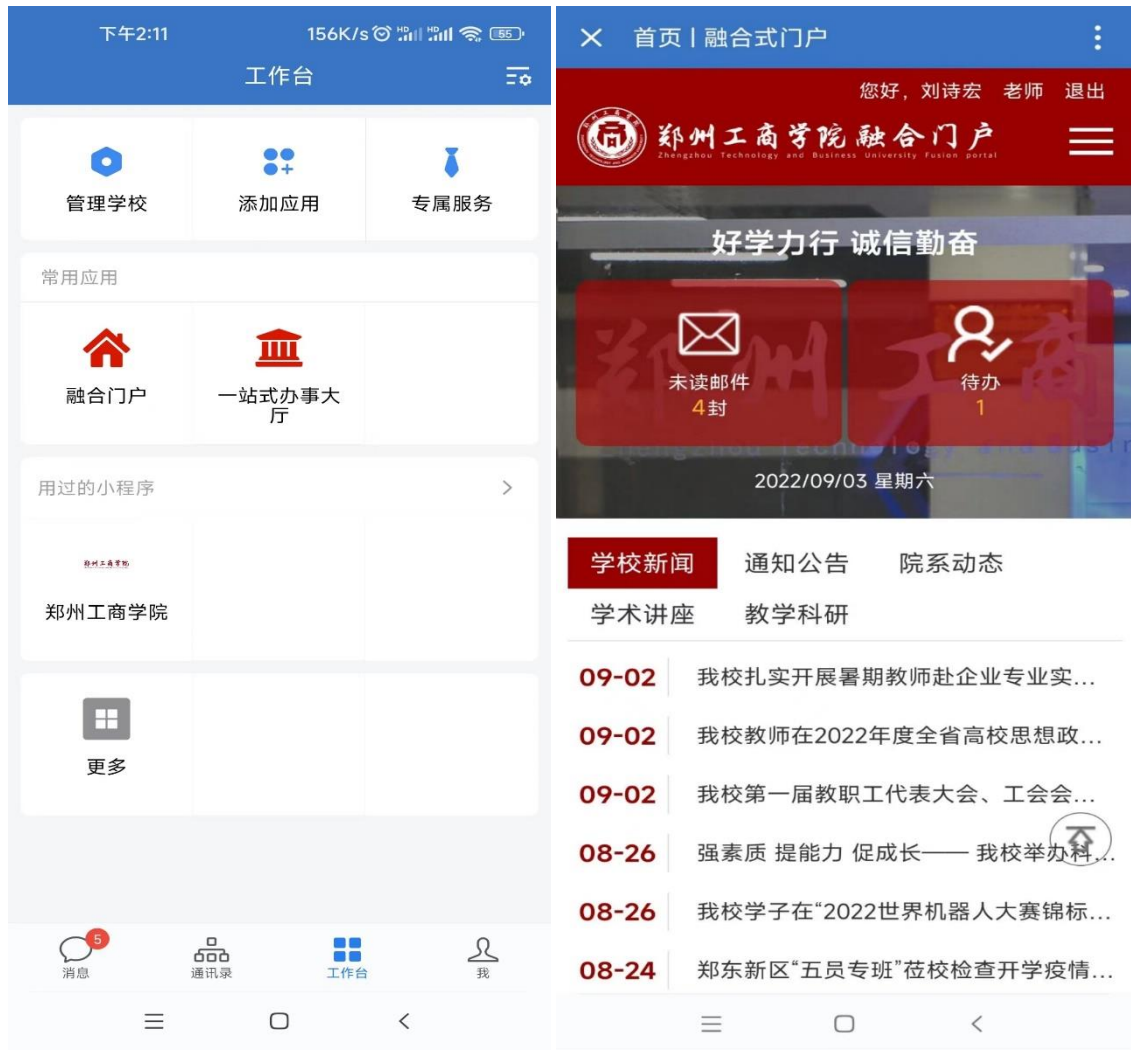 下午2:11
156K/s
55
工作台
管理学校
添加应用
专属服务
常用应用
融合门户
一站式办事大
厅
用过的小程序
郑州工商学院
郑州工商学院
更多
5
消息
通讯录
工作台
我
首页 | 融合式门户
您好，刘诗宏 老师 退出
郑州工商学院融合门户
Zhengzhou Technology and Business University Fusion portal
好学力行 诚信勤奋
未读邮件
4封
待办
1
2022/09/03 星期六
学校新闻
通知公告
院系动态
学术讲座
教学科研
09-02 我校扎实开展暑期教师赴企业专业实...
09-02 我校教师在2022年度全省高校思想政...
09-02 我校第一届教职工代表大会、工会会...
08-26 强素质 提能力 促成长—— 我校举办科...
08-26 我校学子在“2022世界机器人大赛锦标...
08-24 郑东新区“五员专班”莅校检查开学疫情...